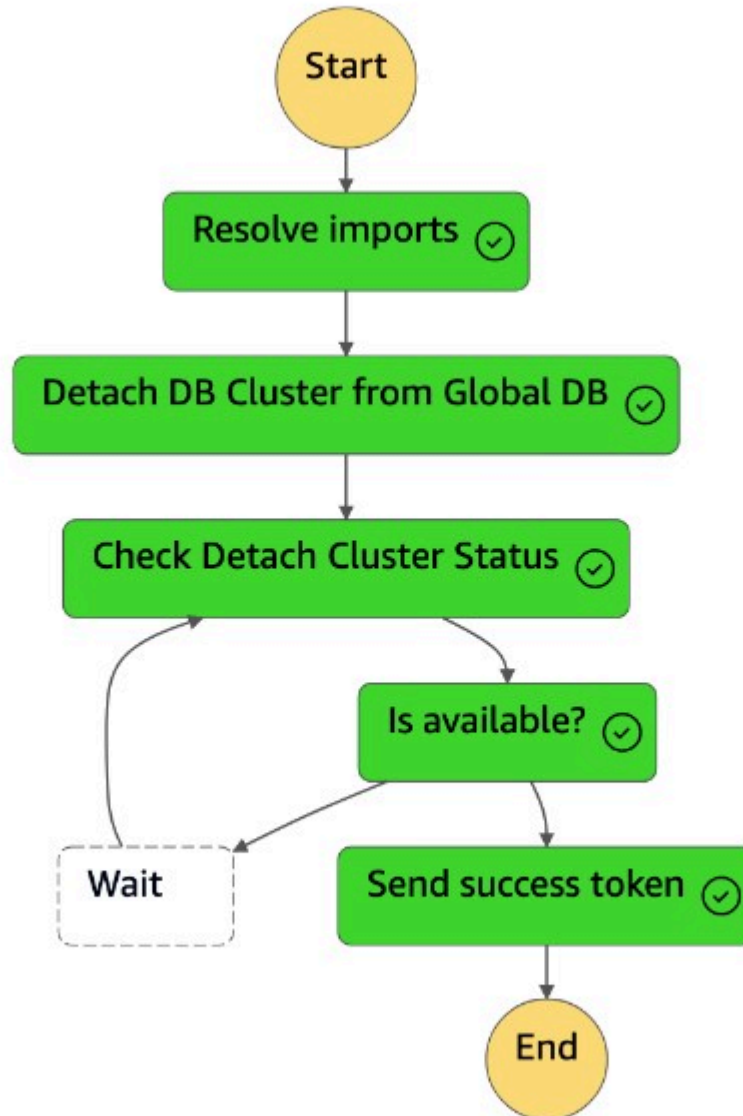 Start
Resolve imports
Detach DB Cluster from Global DB
Check Detach Cluster Status
Is available?
Wait
Send success token
End